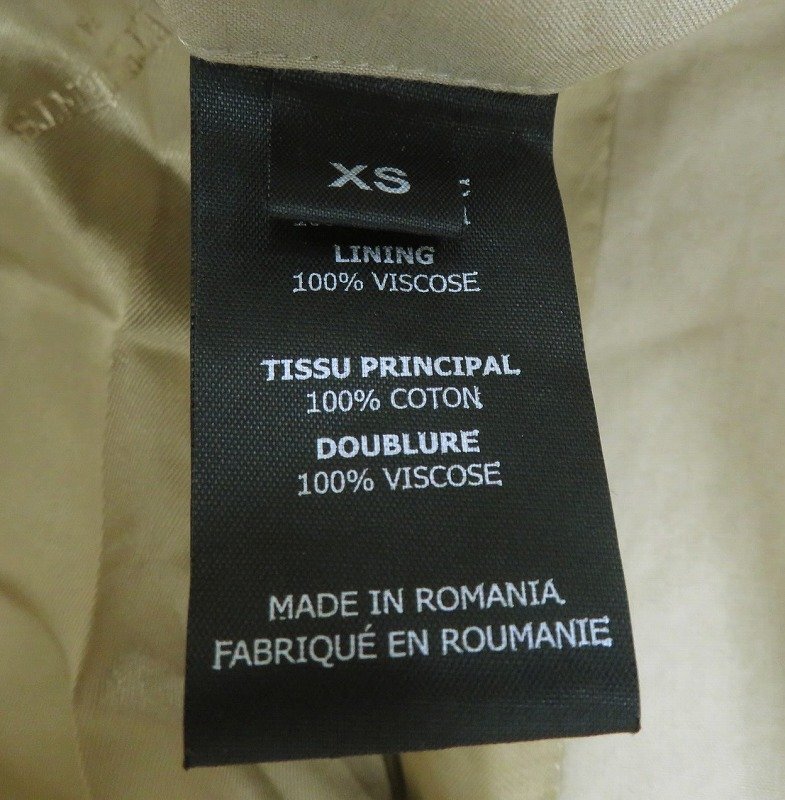 XS
LINING
100% VISCOSE
TISSU PRINCIPAL
100% COTON
DOUBLURE
100% VISCOSE
MADE IN ROMANIA
FABRIQUÉ EN ROUMANIE